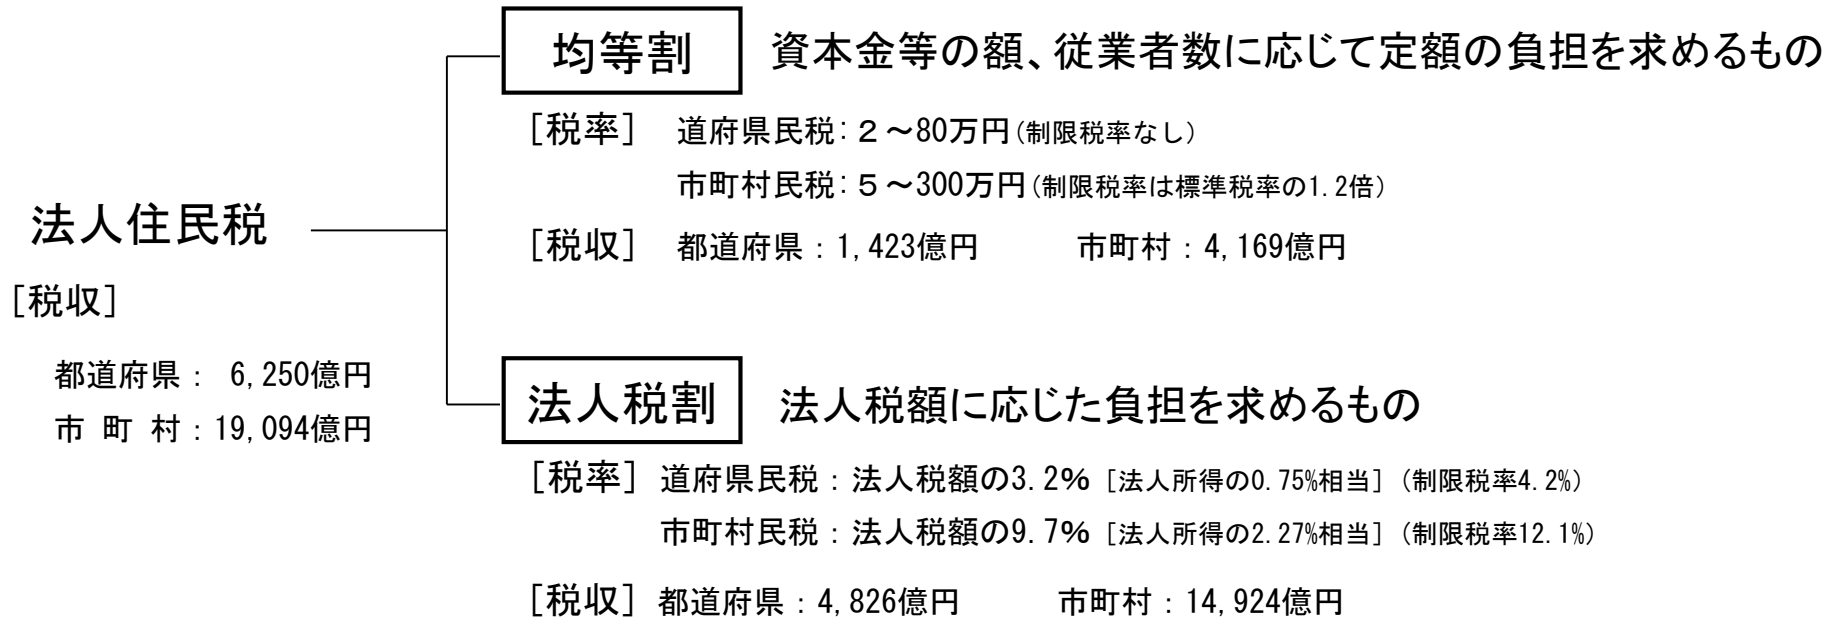 均等割 資本金等の額、従業者数に応じて定額の負担を求めるもの
[税率] 道府県民税：２～80万円(制限税率なし)
市町村民税：５～300万円(制限税率は標準税率の1.2倍)
[税収] 都道府県：1,423億円 市町村：4,169億円
法人住民税
[税収]
都道府県： 6,250億円
市 町 村：19,094億円
法人税割 法人税額に応じた負担を求めるもの
[税率] 道府県民税：法人税額の3.2% [法人所得の0.75%相当] (制限税率4.2%)
市町村民税：法人税額の9.7% [法人所得の2.27%相当] (制限税率12.1%)
[税収] 都道府県：4,826億円 市町村：14,924億円